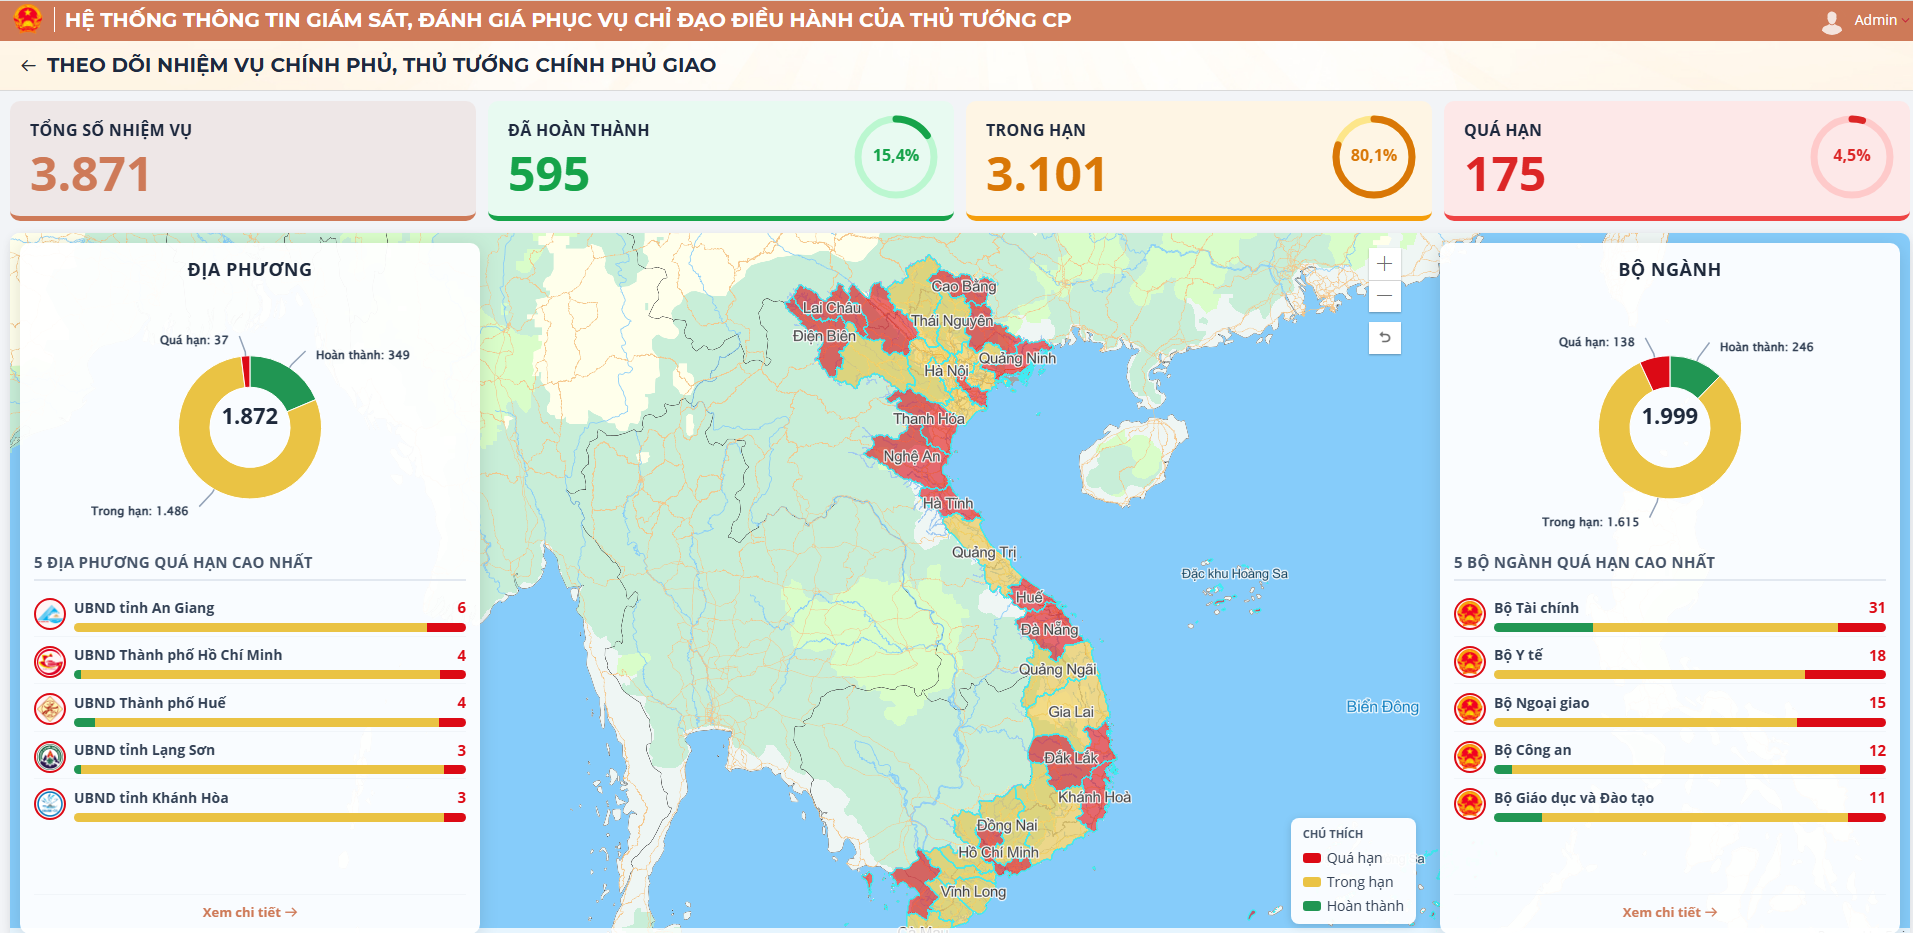 HỆ THỐNG THÔNG TIN GIÁM SÁT, ĐÁNH GIÁ PHỤC VỤ CHỈ ĐẠO ĐIỀU HÀNH CỦA THỦ TƯỚNG CP
Admin
← THEO DÕI NHIỆM VỤ CHÍNH PHỦ, THỦ TƯỚNG CHÍNH PHỦ GIAO
TỔNG SỐ NHIỆM VỤ
3.871
ĐÃ HOÀN THÀNH
595
15,4%
TRONG HẠN
3.101
80,1%
QUÁ HẠN
175
4,5%
ĐỊA PHƯƠNG
Quá hạn: 37
Hoàn thành: 349
1.872
Trong hạn: 1.486
5 ĐỊA PHƯƠNG QUÁ HẠN CAO NHẤT
UBND tỉnh An Giang 6
UBND Thành phố Hồ Chí Minh 4
UBND Thành phố Huế 4
UBND tỉnh Lạng Sơn 3
UBND tỉnh Khánh Hòa 3
Xem chi tiết →
Cao Bằng
Lai Châu
Thái Nguyên
Điện Biên
Quảng Ninh
Hà Nội
Thanh Hóa
Nghệ An
Hà Tĩnh
Quảng Trị
Đặc khu Hoàng Sa
Huế
Đà Nẵng
Quảng Ngãi
Biển Đông
Gia Lai
Đắk Lắk
Khánh Hoà
Đồng Nai
Hồ Chí Minh
Vĩnh Long
Cà Mau
CHÚ THÍCH
Quá hạn
Trong hạn
Hoàn thành
BỘ NGÀNH
Quá hạn: 138
Hoàn thành: 246
1.999
Trong hạn: 1.615
5 BỘ NGÀNH QUÁ HẠN CAO NHẤT
Bộ Tài chính 31
Bộ Y tế 18
Bộ Ngoại giao 15
Bộ Công an 12
Bộ Giáo dục và Đào tạo 11
Xem chi tiết →